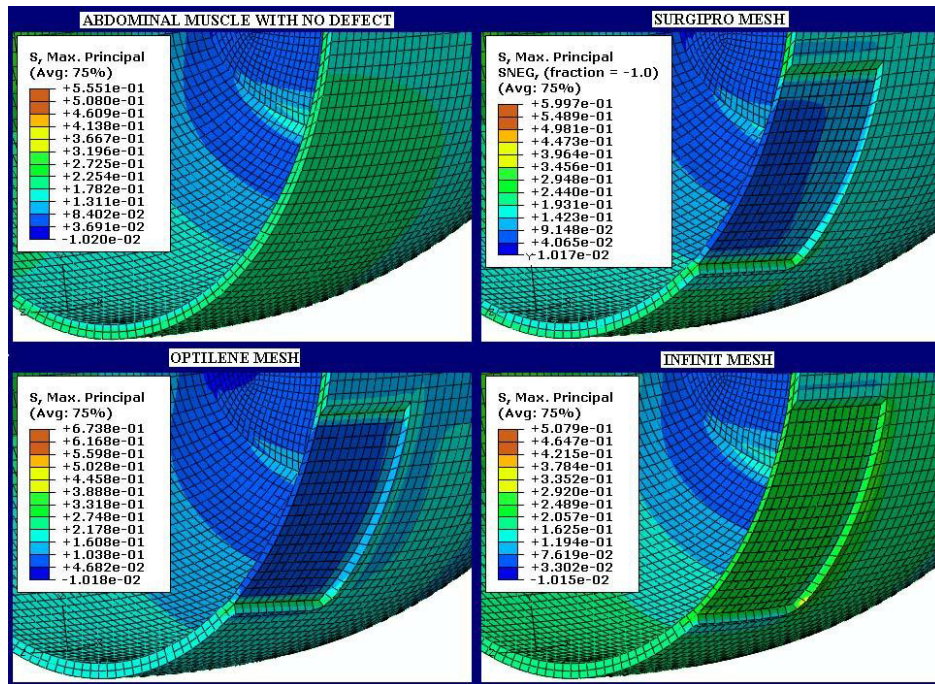 ABDOMINAL MUSCLE WITH NO DEFECT
S, Max. Principal
(Avg: 75%)
+5.551e-01
+5.080e-01
+4.609e-01
+4.138e-01
+3.667e-01
+3.196e-01
+2.725e-01
+2.254e-01
+1.782e-01
+1.311e-01
+8.402e-02
+3.691e-02
-1.020e-02
SURGIPRO MESH
S, Max. Principal
SNEG, (fraction = -1.0)
(Avg: 75%)
+5.997e-01
+5.489e-01
+4.981e-01
+4.473e-01
+3.964e-01
+3.456e-01
+2.948e-01
+2.440e-01
+1.931e-01
+1.423e-01
+9.148e-02
+4.065e-02
-1.017e-02
OPTILENE MESH
S, Max. Principal
(Avg: 75%)
+6.738e-01
+6.168e-01
+5.598e-01
+5.028e-01
+4.458e-01
+3.888e-01
+3.318e-01
+2.748e-01
+2.178e-01
+1.608e-01
+1.038e-01
+4.682e-02
-1.018e-02
INFINIT MESH
S, Max. Principal
(Avg: 75%)
+5.079e-01
+4.647e-01
+4.215e-01
+3.784e-01
+3.352e-01
+2.920e-01
+2.489e-01
+2.057e-01
+1.625e-01
+1.194e-01
+7.619e-02
+3.302e-02
-1.015e-02